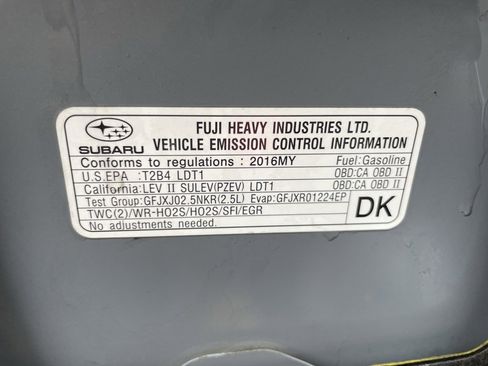 FUJI HEAVY INDUSTRIES LTD.
SUBARU VEHICLE EMISSION CONTROL INFORMATION
Conforms to regulations : 2016MY Fuel:Gasoline
U.S.EPA :T2B4 LDT1 OBD:CA OBD II
California:LEV II SULEV(PZEV) LDT1 OBD:CA OBD II
Test Group:GFJXJ02.5NKR(2.5L) Evap:GFJXR01224EP
TWC(2)/WR-HO2S/HO2S/SFI/EGR
No adjustments needed.
DK